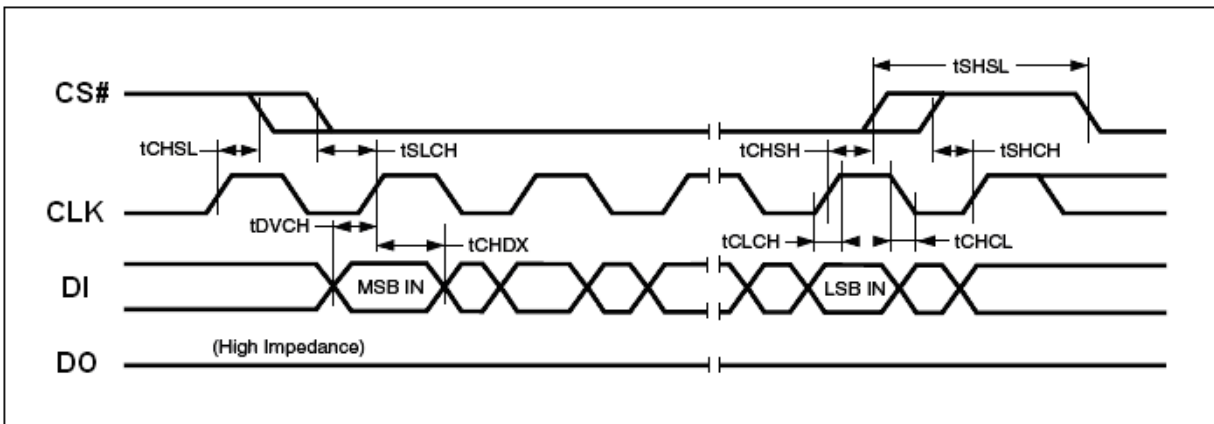 tSHSL
CS#
tCHSL
tSLCH
tCHSH
tSHCH
CLK
tDVCH
tCHDX
tCLCH
tCHCL
DI
MSB IN
LSB IN
(High Impedance)
DO